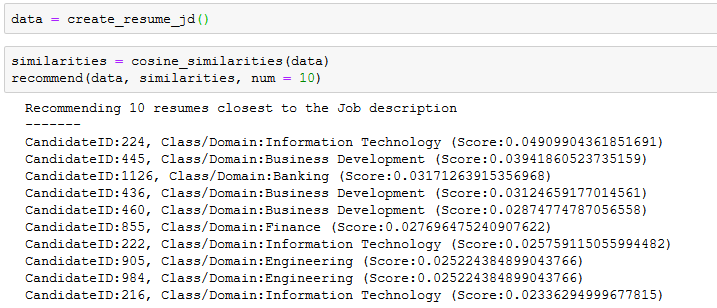 data = create_resume_jd()
similarities = cosine_similarities(data)
recommend(data, similarities, num = 10)
Recommending 10 resumes closest to the Job description
-------
CandidateID:224, Class/Domain:Information Technology (Score:0.04909904361851691)
CandidateID:445, Class/Domain:Business Development (Score:0.03941860523735159)
CandidateID:1126, Class/Domain:Banking (Score:0.03171263915356968)
CandidateID:436, Class/Domain:Business Development (Score:0.03124659177014561)
CandidateID:460, Class/Domain:Business Development (Score:0.02874774787056558)
CandidateID:855, Class/Domain:Finance (Score:0.027696475240907622)
CandidateID:222, Class/Domain:Information Technology (Score:0.025759115055994482)
CandidateID:905, Class/Domain:Engineering (Score:0.025224384899043766)
CandidateID:984, Class/Domain:Engineering (Score:0.025224384899043766)
CandidateID:216, Class/Domain:Information Technology (Score:0.02336294999677815)